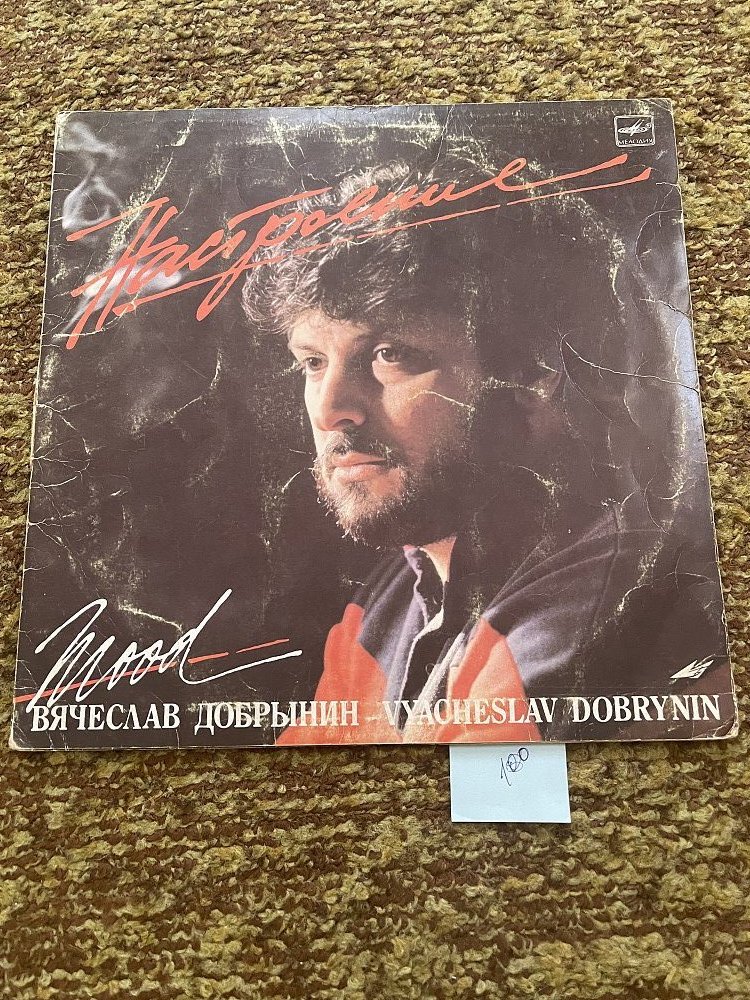 МЕЛОДИЯ
Настроение
Mood
ВЯЧЕСЛАВ ДОБРЫНИН VYACHESLAV DOBRYNIN
100